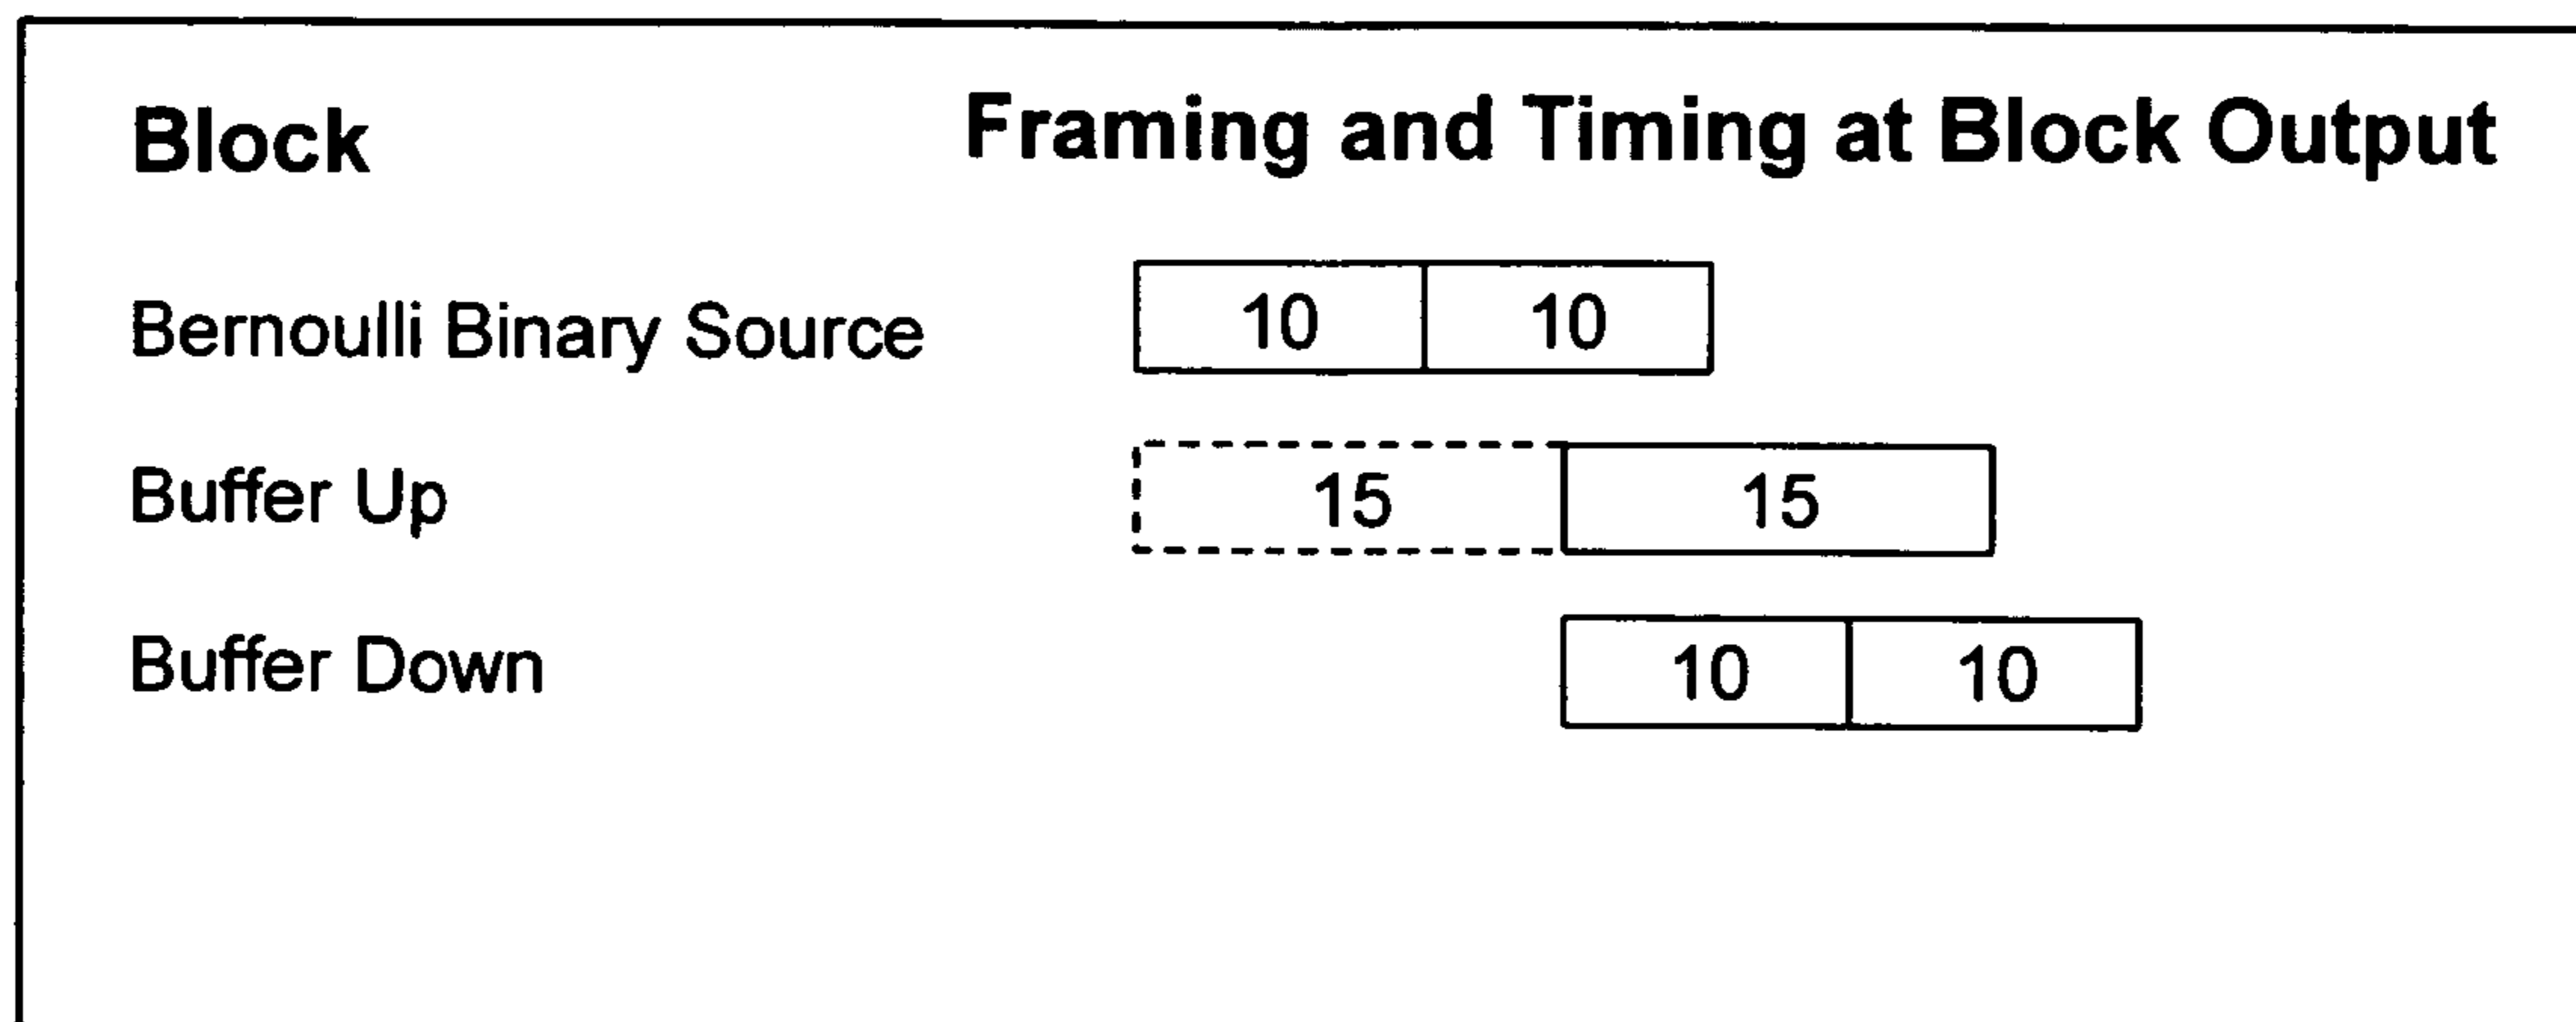 Block Framing and Timing at Block Output
Bernoulli Binary Source 10 10
Buffer Up 15 15
Buffer Down 10 10